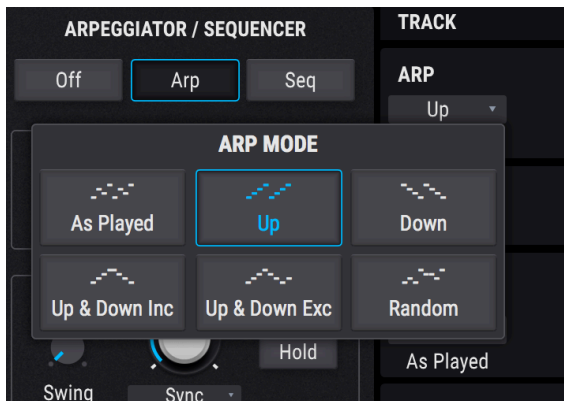 ARPEGGIATOR / SEQUENCER
TRACK
Off
Arp
Seq
ARP
Up
ARP MODE
As Played
Up
Down
Up & Down Inc
Up & Down Exc
Random
Hold
As Played
Swing
Sync